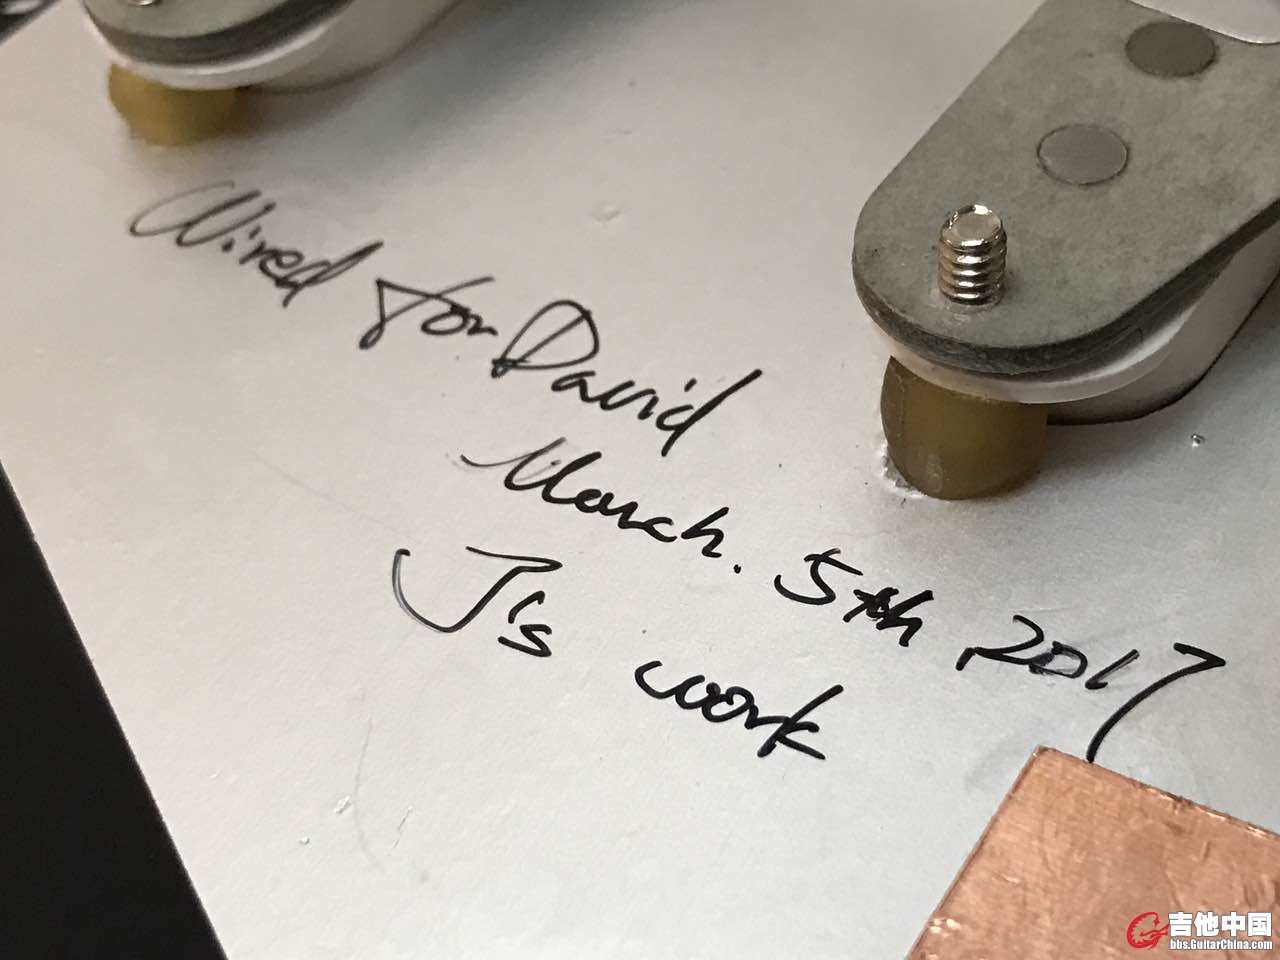 Wired for David
March. 5th 2017
J's work
吉他中国
bbs.GuitarChina.com